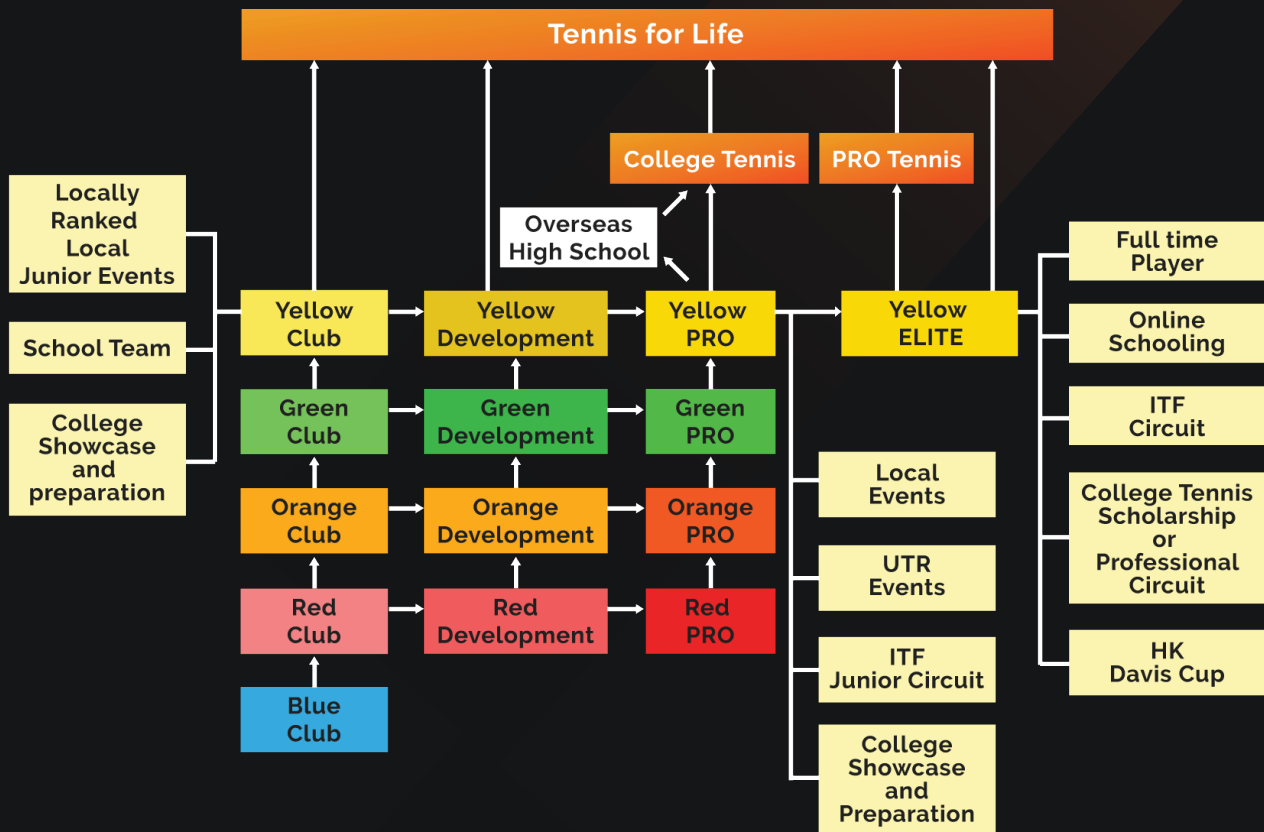 Tennis for Life
College Tennis
PRO Tennis
Overseas
High School
Locally
Ranked
Local
Junior Events
School Team
College
Showcase
and
preparation
Yellow
Club
Yellow
Development
Yellow
PRO
Yellow
ELITE
Green
Club
Green
Development
Green
PRO
Orange
Club
Orange
Development
Orange
PRO
Red
Club
Red
Development
Red
PRO
Blue
Club
Local
Events
UTR
Events
ITF
Junior Circuit
College
Showcase
and
Preparation
Full time
Player
Online
Schooling
ITF
Circuit
College Tennis
Scholarship
or
Professional
Circuit
HK
Davis Cup